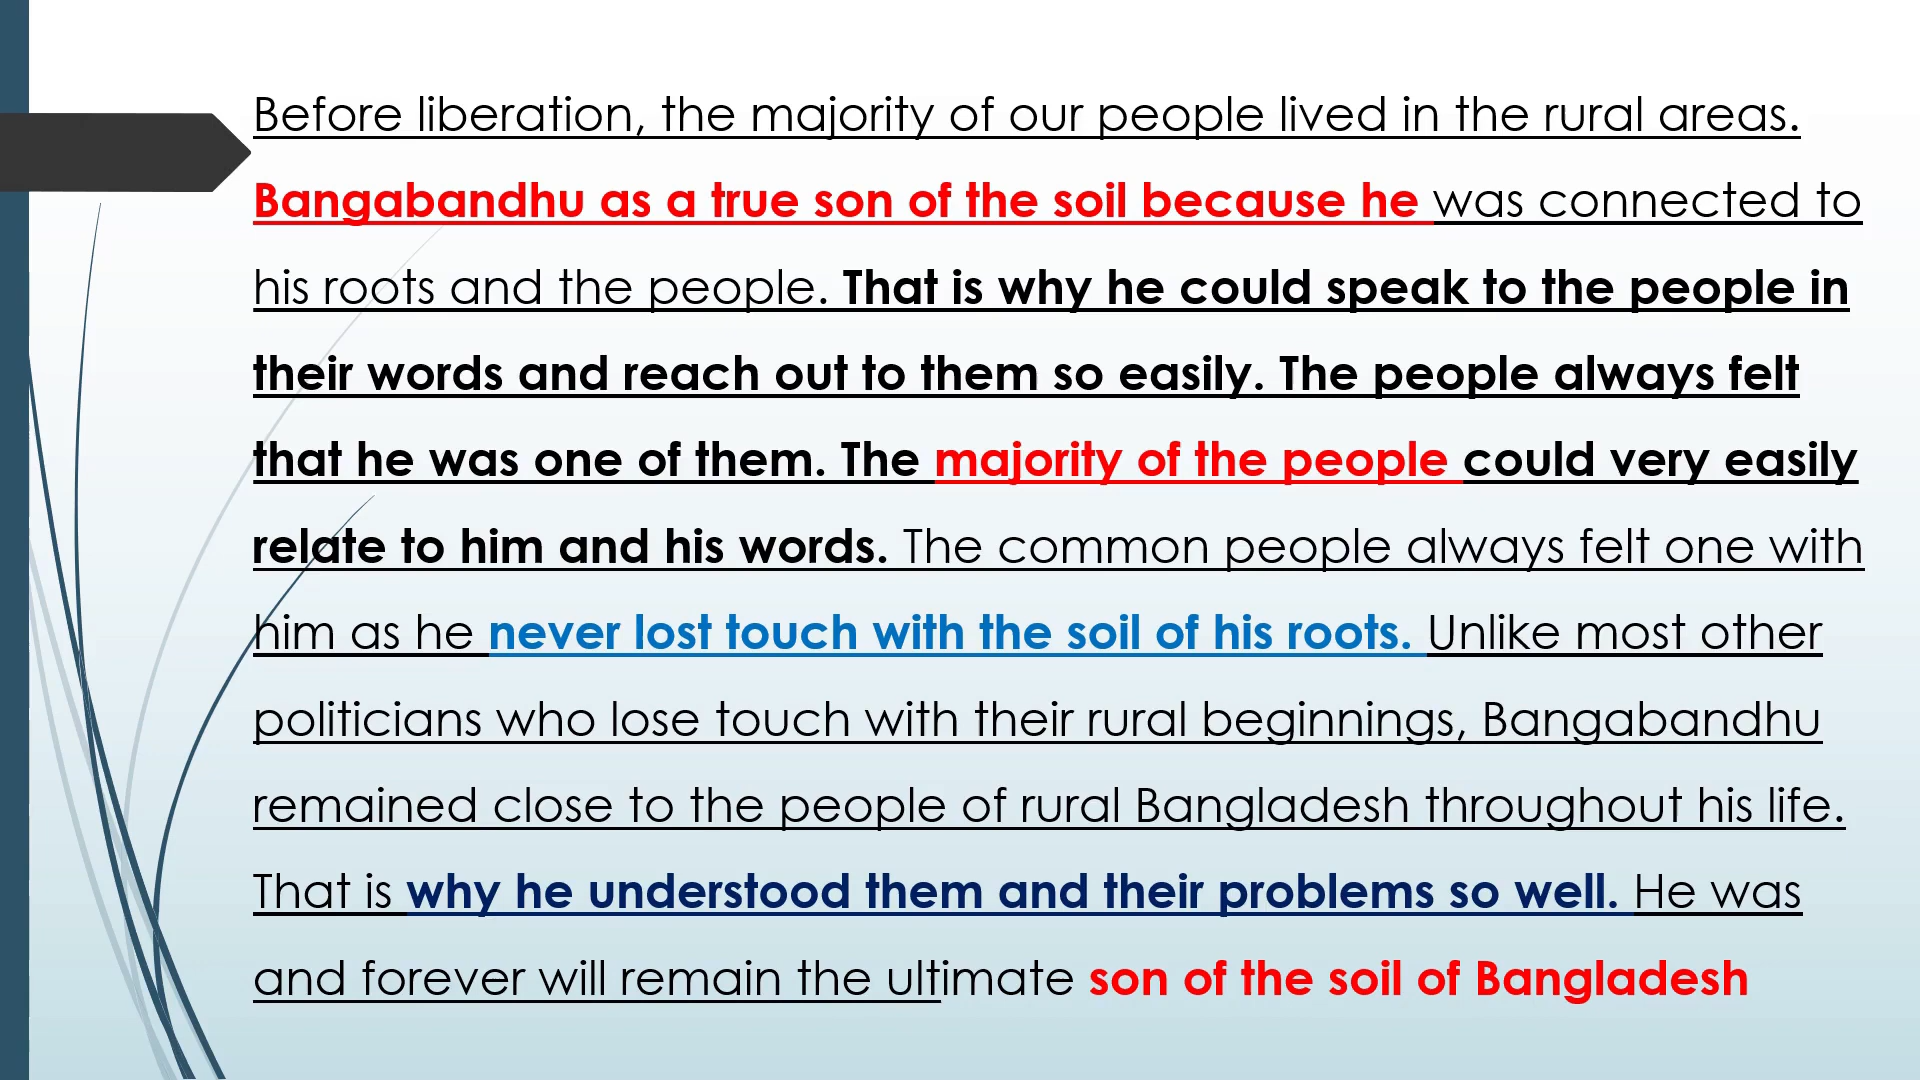 Before liberation, the majority of our people lived in the rural areas.
Bangabandhu as a true son of the soil because he was connected to
his roots and the people. That is why he could speak to the people in
their words and reach out to them so easily. The people always felt
that he was one of them. The majority of the people could very easily
relate to him and his words. The common people always felt one with
him as he never lost touch with the soil of his roots. Unlike most other
politicians who lose touch with their rural beginnings, Bangabandhu
remained close to the people of rural Bangladesh throughout his life.
That is why he understood them and their problems so well. He was
and forever will remain the ultimate son of the soil of Bangladesh